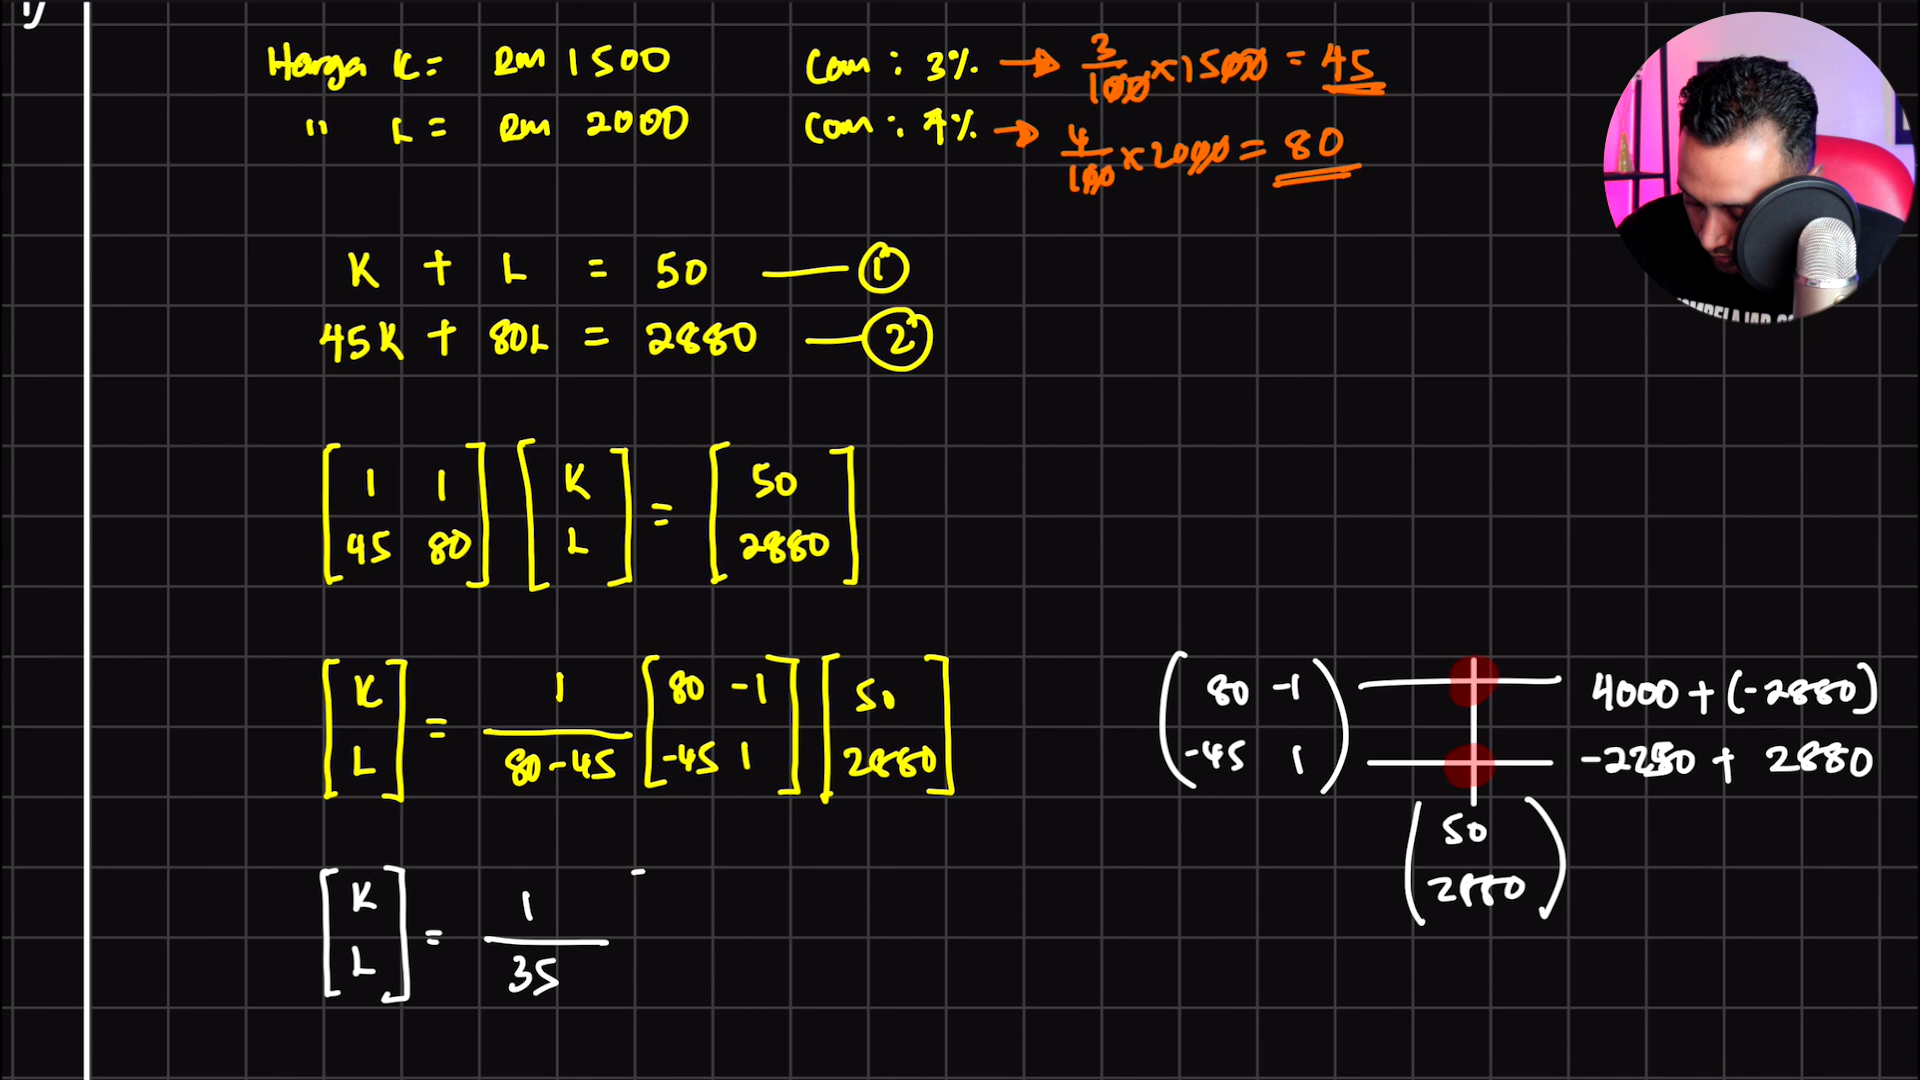 1)
Harga K = RM 1500 Com : 3% → 3/100 × 1500 = 45
" L = RM 2000 Com : 4% → 4/100 × 2000 = 80
K + L = 50 — ①
45K + 80L = 2880 — ②
[1 1] [K] = [50]
[45 80] [L] [2880]
[K] = 1 [80 -1] [50]
[L] 80-45 [-45 1] [2880]
(80 -1) 4000 + (-2880)
(-45 1) -2250 + 2880
(50)
(2880)
[K] = 1
[L] 35